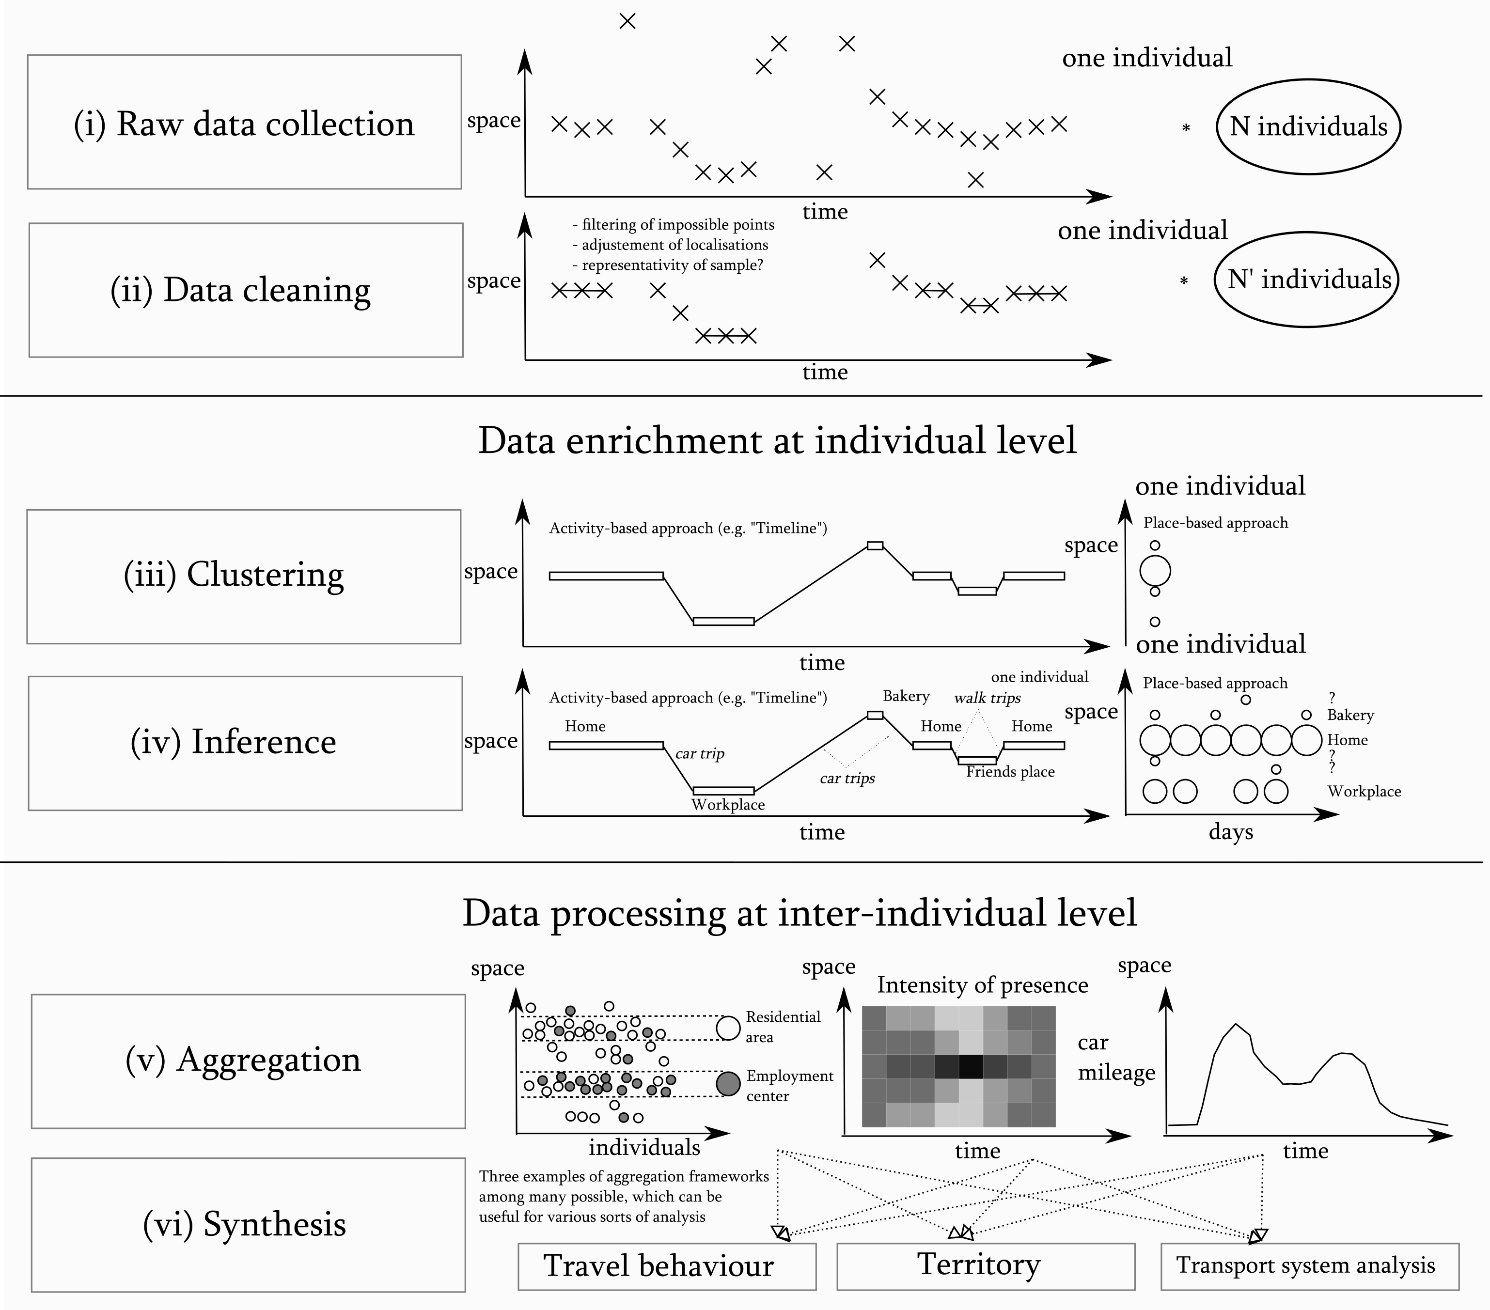 one individual
(i) Raw data collection
space
* N individuals
time
- filtering of impossible points
- adjustement of localisations
- representativity of sample?
one individual
(ii) Data cleaning
space
* N' individuals
time
Data enrichment at individual level
one individual
Activity-based approach (e.g. "Timeline")
Place-based approach
(iii) Clustering
space
space
time
one individual
Activity-based approach (e.g. "Timeline")
one individual
Place-based approach
Bakery
walk trips
?
space
Bakery
Home
Home
Home
(iv) Inference
space
Home
car trip
?
car trips
Friends place
?
Workplace
Workplace
time
days
Data processing at inter-individual level
space
space
space
Intensity of presence
Residential
area
(v) Aggregation
car
mileage
Employment
center
individuals
time
time
Three examples of aggregation frameworks
among many possible, which can be
useful for various sorts of analysis
(vi) Synthesis
Travel behaviour
Territory
Transport system analysis